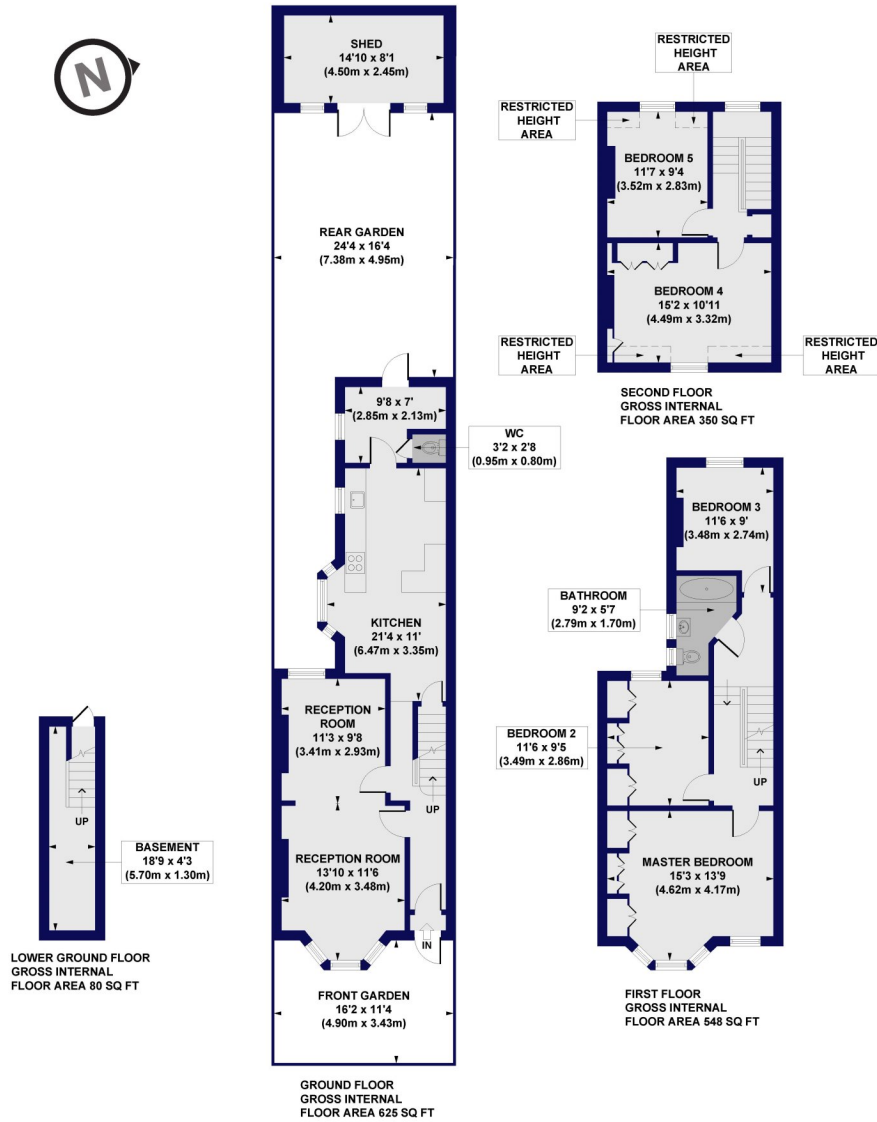 N
SHED
14'10 x 8'1
(4.50m x 2.45m)
REAR GARDEN
24'4 x 16'4
(7.38m x 4.95m)
9'8 x 7'
(2.85m x 2.13m)
WC
3'2 x 2'8
(0.95m x 0.80m)
KITCHEN
21'4 x 11'
(6.47m x 3.35m)
RECEPTION
ROOM
11'3 x 9'8
(3.41m x 2.93m)
UP
RECEPTION ROOM
13'10 x 11'6
(4.20m x 3.48m)
IN
FRONT GARDEN
16'2 x 11'4
(4.90m x 3.43m)
GROUND FLOOR
GROSS INTERNAL
FLOOR AREA 625 SQ FT
UP
BASEMENT
18'9 x 4'3
(5.70m x 1.30m)
LOWER GROUND FLOOR
GROSS INTERNAL
FLOOR AREA 80 SQ FT
RESTRICTED
HEIGHT
AREA
RESTRICTED
HEIGHT
AREA
BEDROOM 5
11'7 x 9'4
(3.52m x 2.83m)
BEDROOM 4
15'2 x 10'11
(4.49m x 3.32m)
RESTRICTED
HEIGHT
AREA
RESTRICTED
HEIGHT
AREA
SECOND FLOOR
GROSS INTERNAL
FLOOR AREA 350 SQ FT
BEDROOM 3
11'6 x 9'
(3.48m x 2.74m)
BATHROOM
9'2 x 5'7
(2.79m x 1.70m)
BEDROOM 2
11'6 x 9'5
(3.49m x 2.86m)
UP
MASTER BEDROOM
15'3 x 13'9
(4.62m x 4.17m)
FIRST FLOOR
GROSS INTERNAL
FLOOR AREA 548 SQ FT